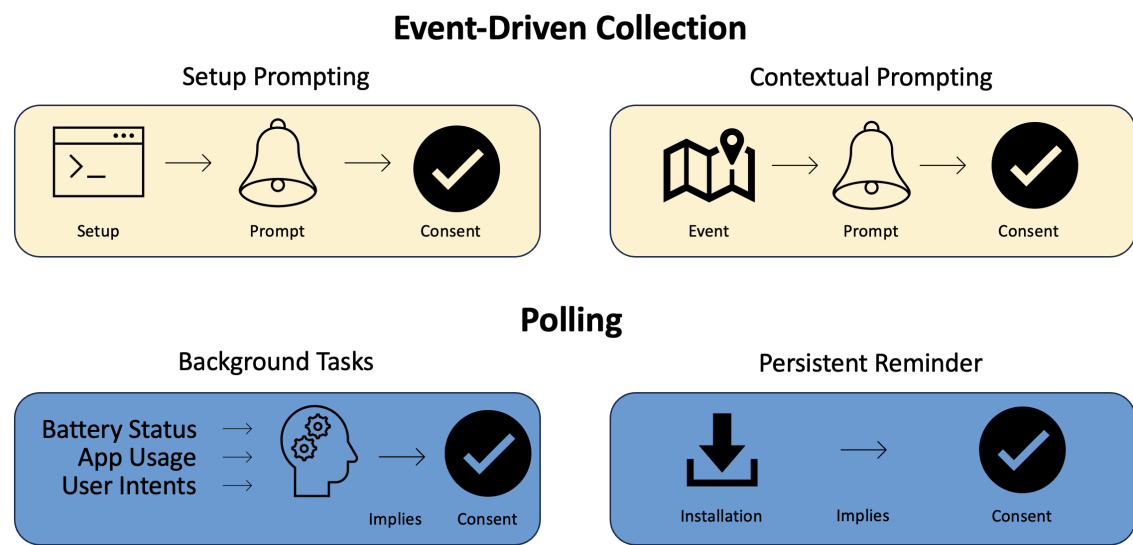 Event-Driven Collection
Setup Prompting
Contextual Prompting
>_
Setup
Prompt
Consent
Event
Prompt
Consent
Polling
Background Tasks
Persistent Reminder
Battery Status
App Usage
User Intents
Implies
Consent
Installation
Implies
Consent